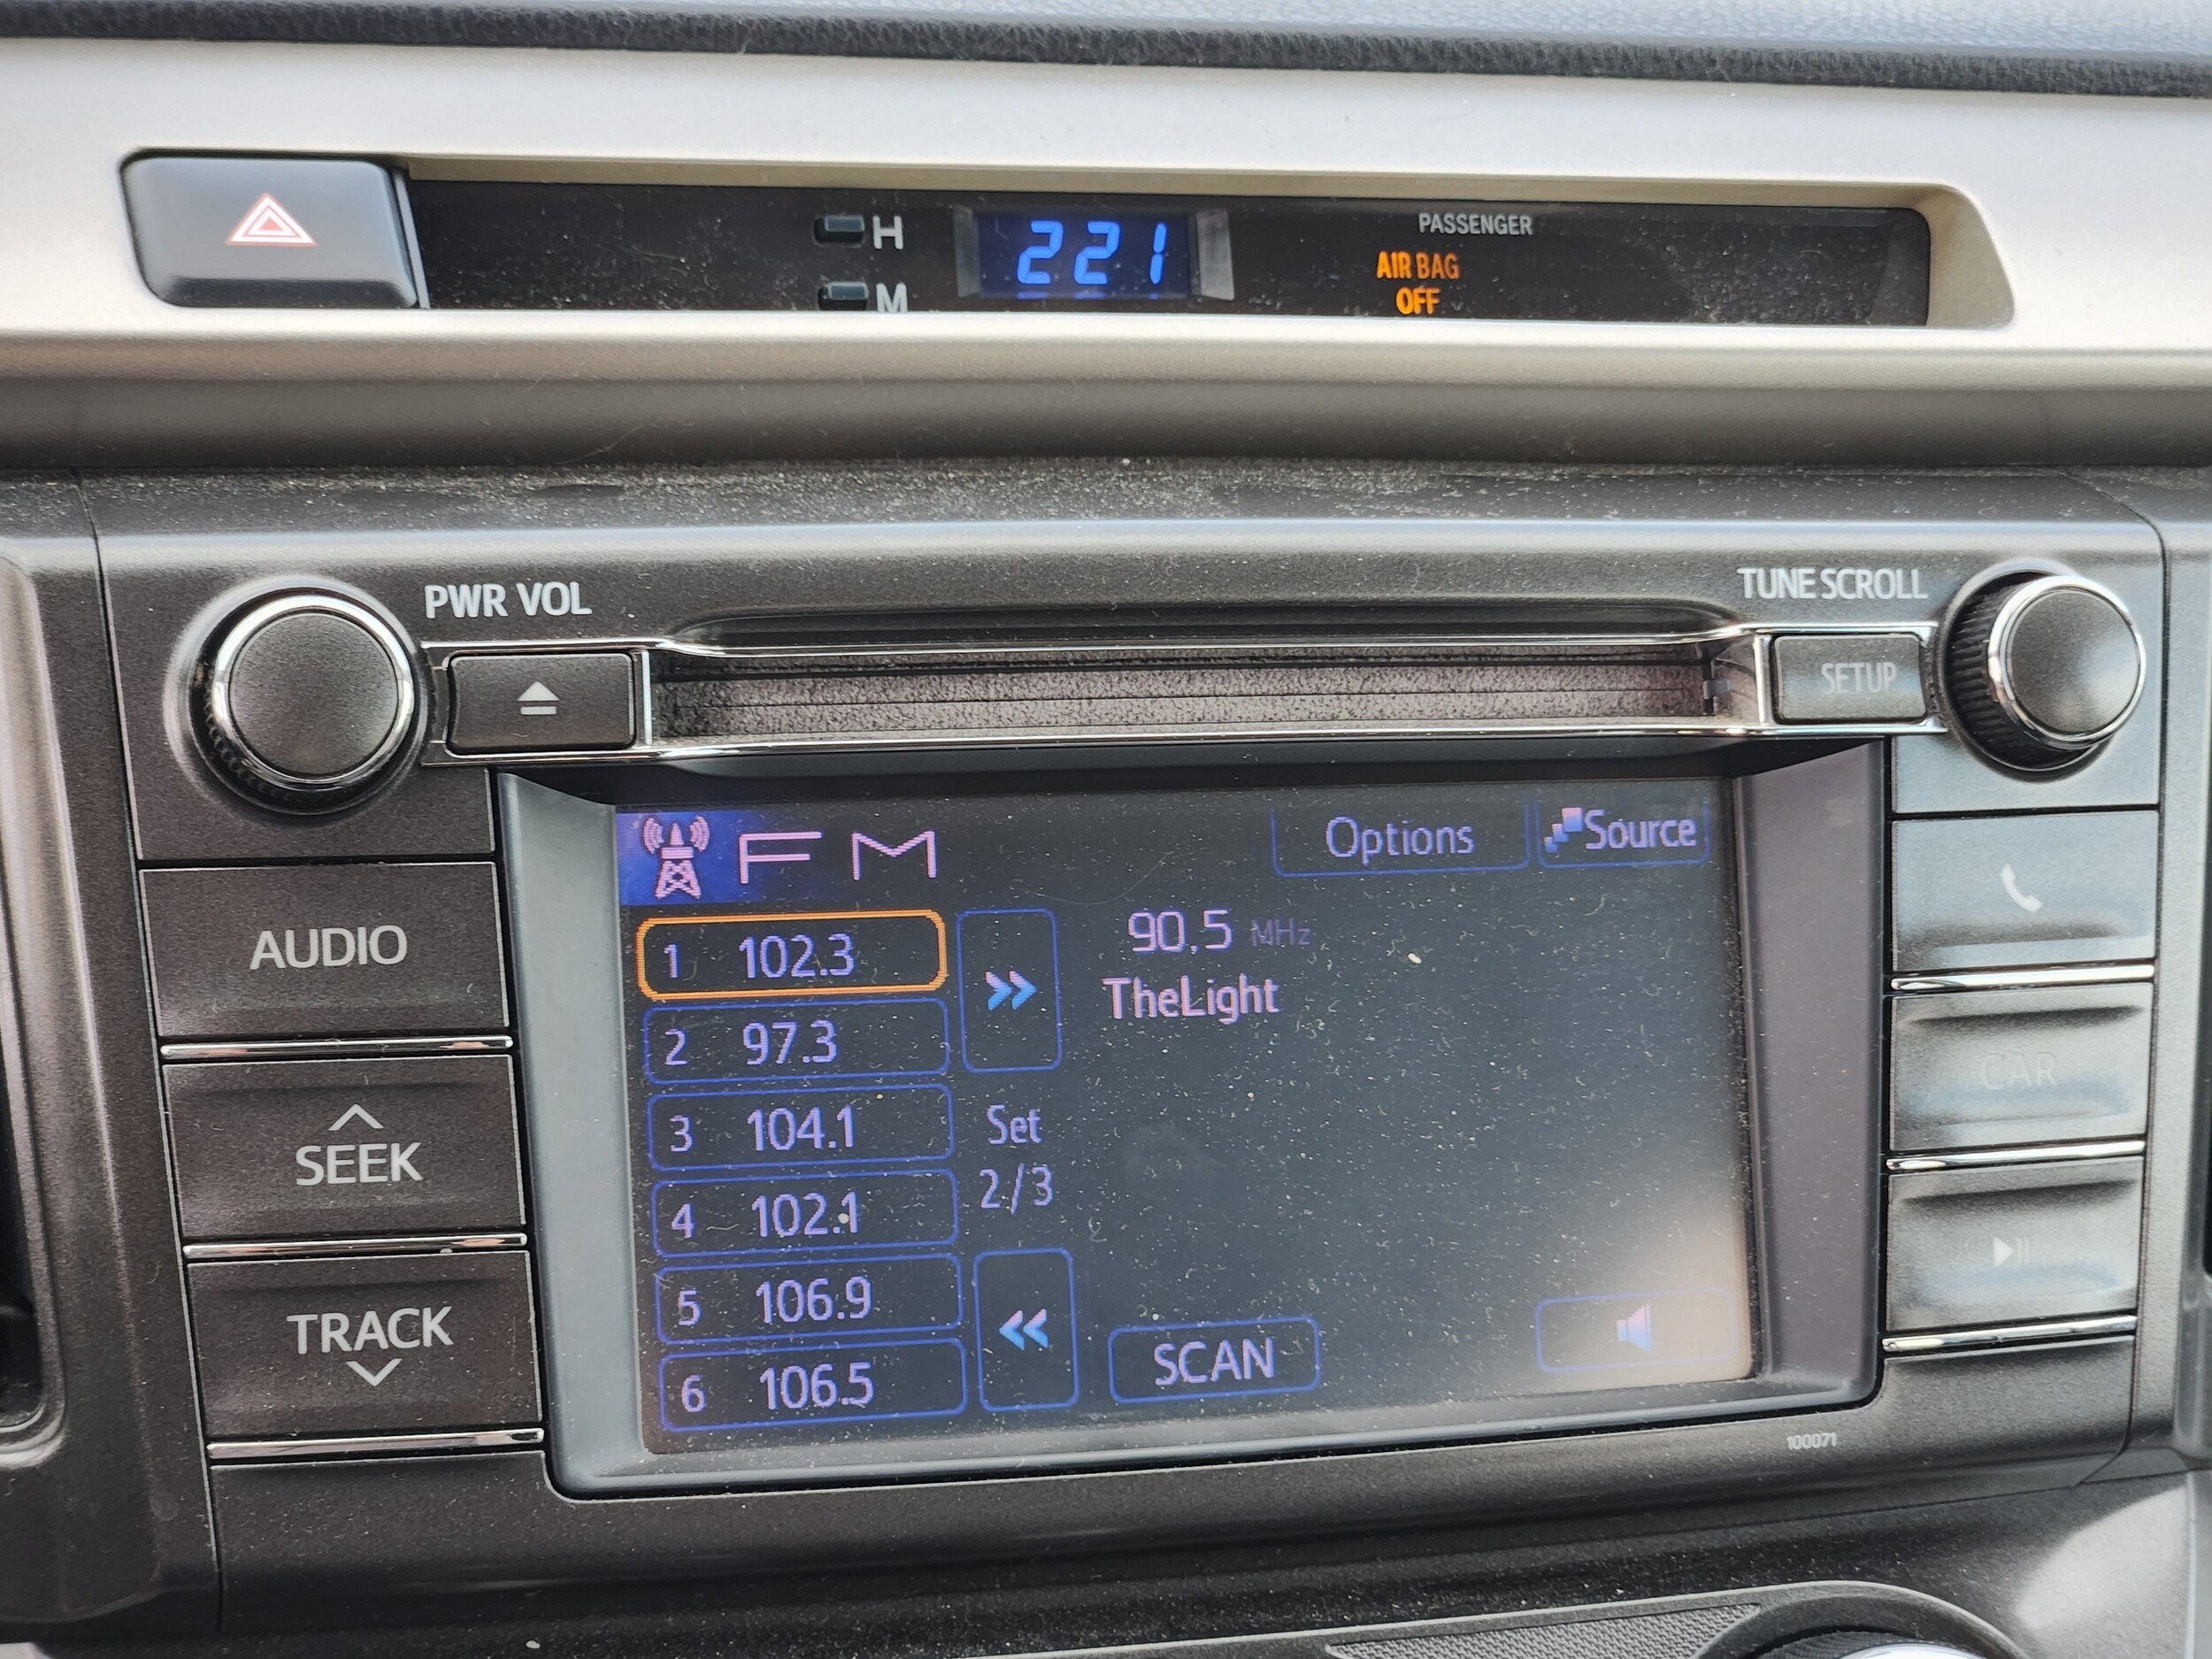 H
221
M
PASSENGER
AIR BAG
OFF
PWR VOL
TUNE SCROLL
SETUP
FM
Options
Source
AUDIO
SEEK
TRACK
1 102.3
2 97.3
3 104.1
4 102.1
5 106.9
6 106.5
Set
2/3
90.5 MHz
TheLight
SCAN
CAR
100071